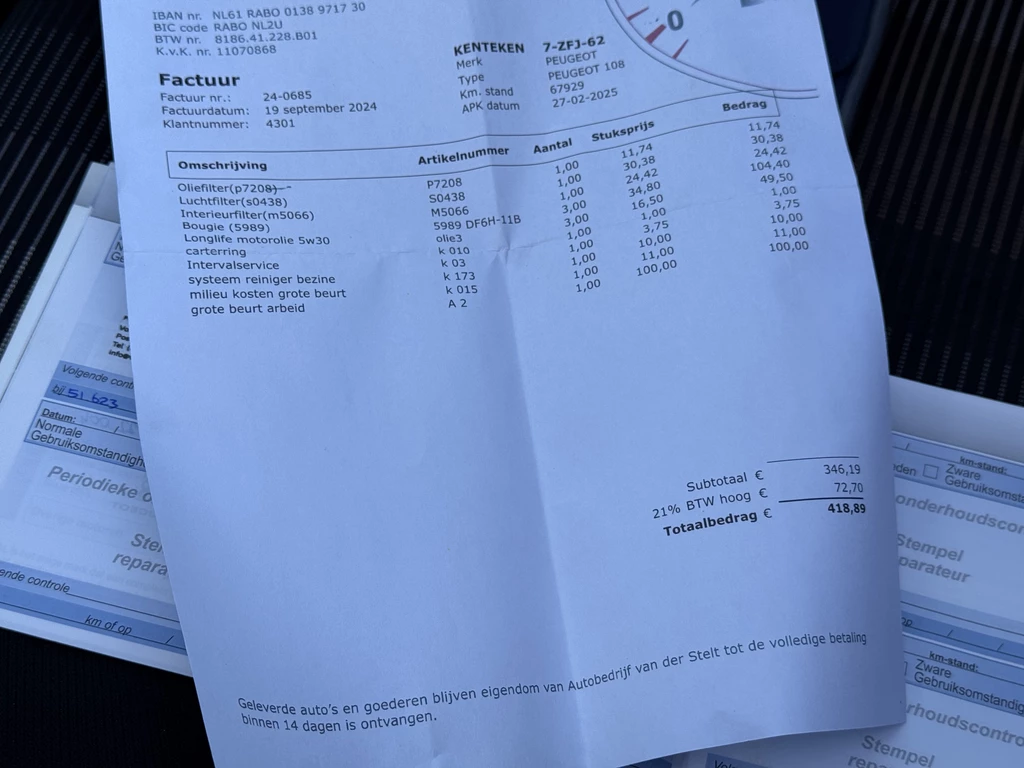 IBAN nr. NL61 RABO 0138 9717 30
BIC code RABO NL2U
BTW nr. 8186.41.228.B01
K.v.K. nr. 11070868
0
Factuur
Factuur nr.: 24-0685
Factuurdatum: 19 september 2024
Klantnummer: 4301
KENTEKEN 7-ZFJ-62
Merk PEUGEOT
Type PEUGEOT 108
Km. stand 67929
APK datum 27-02-2025
Omschrijving Artikelnummer Aantal Stuksprijs Bedrag
Oliefilter(p7208) P7208 1,00 11,74 11,74
Luchtfilter(s0438) S0438 1,00 30,38 30,38
Interieurfilter(m5066) M5066 1,00 24,42 24,42
Bougie (5989) 5989 DF6H-11B 3,00 34,80 104,40
Longlife motorolie 5w30 olie3 3,00 16,50 49,50
carterring k 010 1,00 1,00 1,00
Intervalservice k 03 1,00 3,75 3,75
systeem reiniger bezine k 173 1,00 10,00 10,00
milieu kosten grote beurt k 015 1,00 11,00 11,00
grote beurt arbeid A 2 1,00 100,00 100,00
Subtotaal € 346,19
21% BTW hoog € 72,70
Totaalbedrag € 418,89
Geleverde auto's en goederen blijven eigendom van Autobedrijf van der Stelt tot de volledige betaling
binnen 14 dagen is ontvangen.
Volgende
bij 51.623
Datum: /
Normale
Periodieke
km of op /
/ km-stand:
Zware
Stempel
km-stand:
Zware
Stempel